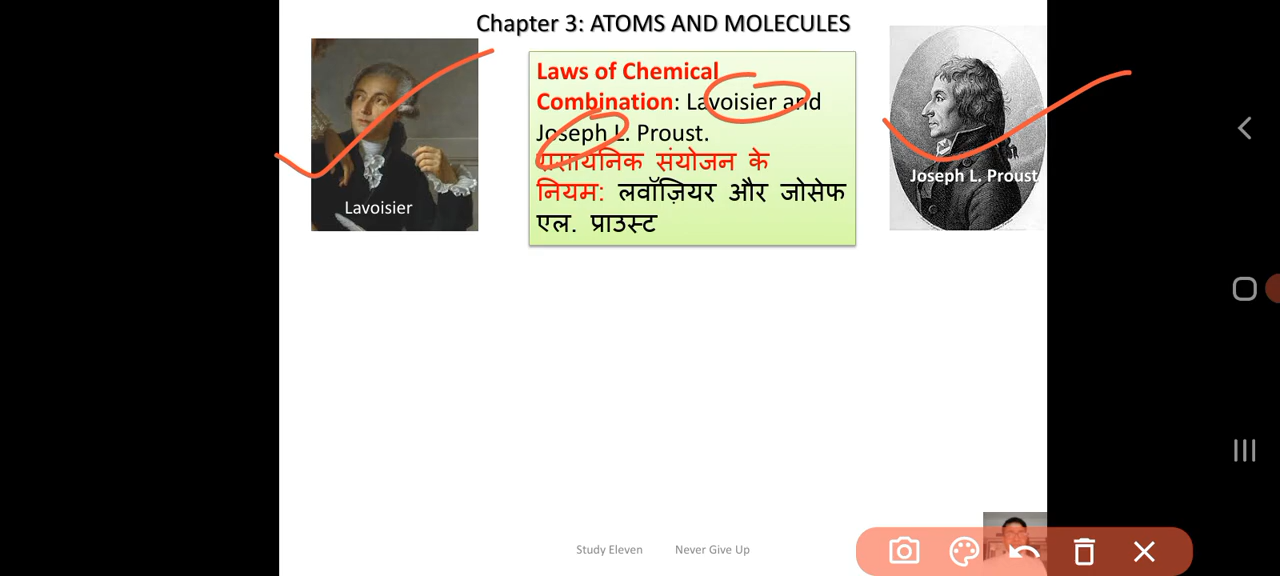 Chapter 3: ATOMS AND MOLECULES
Laws of Chemical
Combination: Lavoisier and
Joseph L. Proust.
रासायनिक संयोजन के
नियम: लवॉज़ियर और जोसेफ
एल. प्राउस्ट
Lavoisier
Joseph L. Proust
Study Eleven Never Give Up